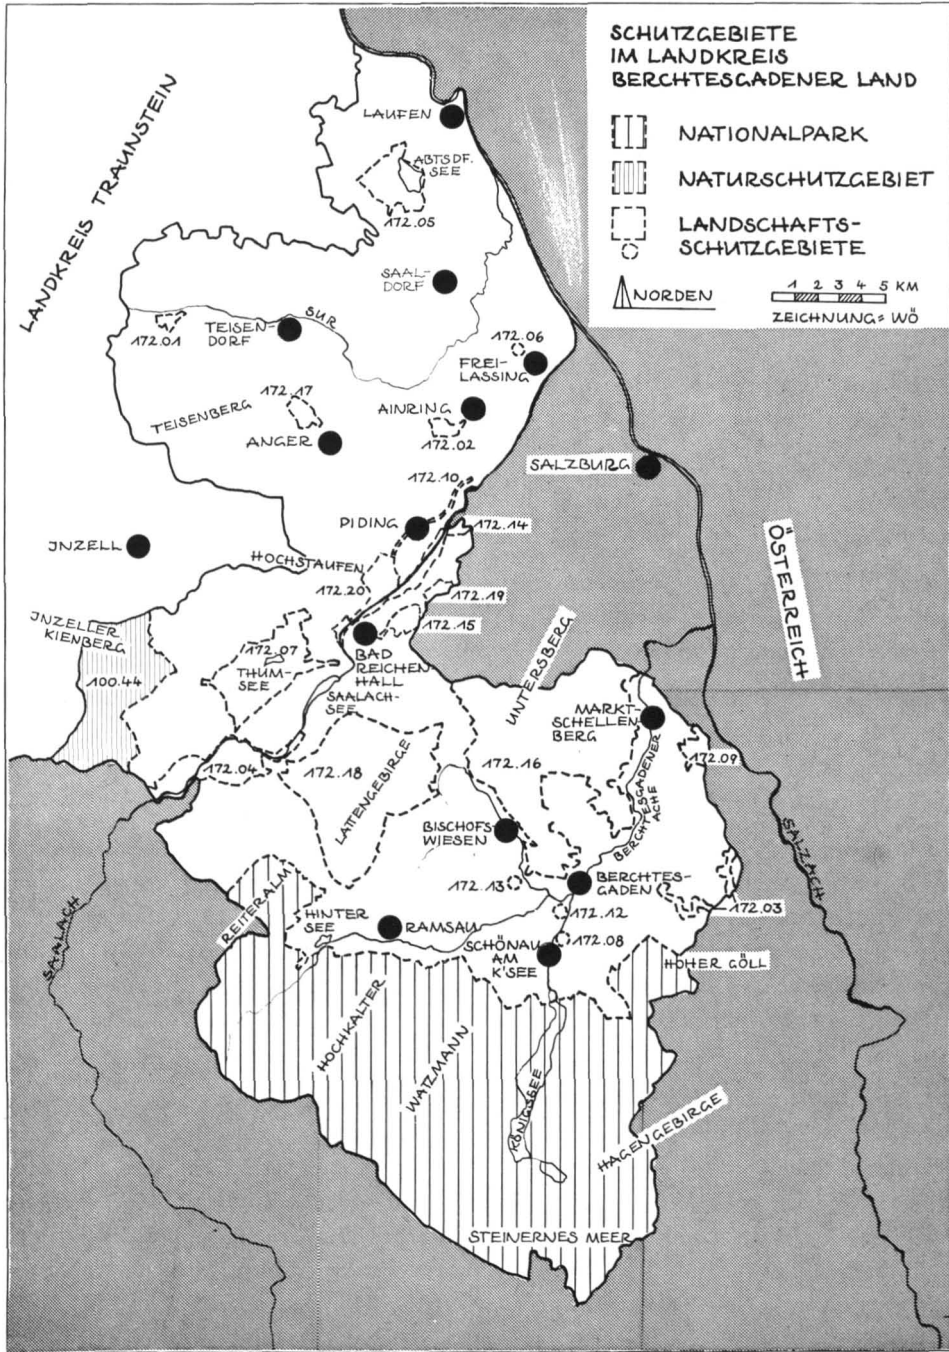 SCHUTZGEBIETE
IM LANDKREIS
BERCHTESGADENER LAND
NATIONALPARK
NATURSCHUTZGEBIET
LANDSCHAFTS-
SCHUTZGEBIETE
NORDEN
1 2 3 4 5 KM
ZEICHNUNG: WÖ
LANDKREIS TRAUNSTEIN
LAUFEN
ABTSDF.
SEE
172.05
SAAL-
DORF
SUR
172.01
TEISEN-
DORF
172.06
FREI-
LASSING
172.17
TEISENBERG
AINRING
ANGER
172.02
SALZBURG
172.10
PIDING
172.14
JNZELL
ÖSTERREICH
HOCHSTAUFEN
172.20
172.19
172.15
JNZELLER
KIENBERG
BAD
REICHEN
HALL
172.07
THUM-
SEE
100.44
SAALACH-
SEE
UNTERSBERG
MARKT-
SCHELLEN
BERG
172.09
172.04
172.18
LATTENGEBIRGE
172.16
BERCHTESGADENER
ACHE
BISCHOFS
WIESEN
SALZACH
172.13
BERCHTES-
GADEN
172.03
172.12
REITERALM
HINTER
SEE
RAMSAU
172.08
SCHÖNAU
AM
K'SEE
HOHER GÖLL
SAALACH
HOCHKALTER
WATZMANN
KÖNIGSSEE
HAGENGEBIRGE
STEINERNES MEER